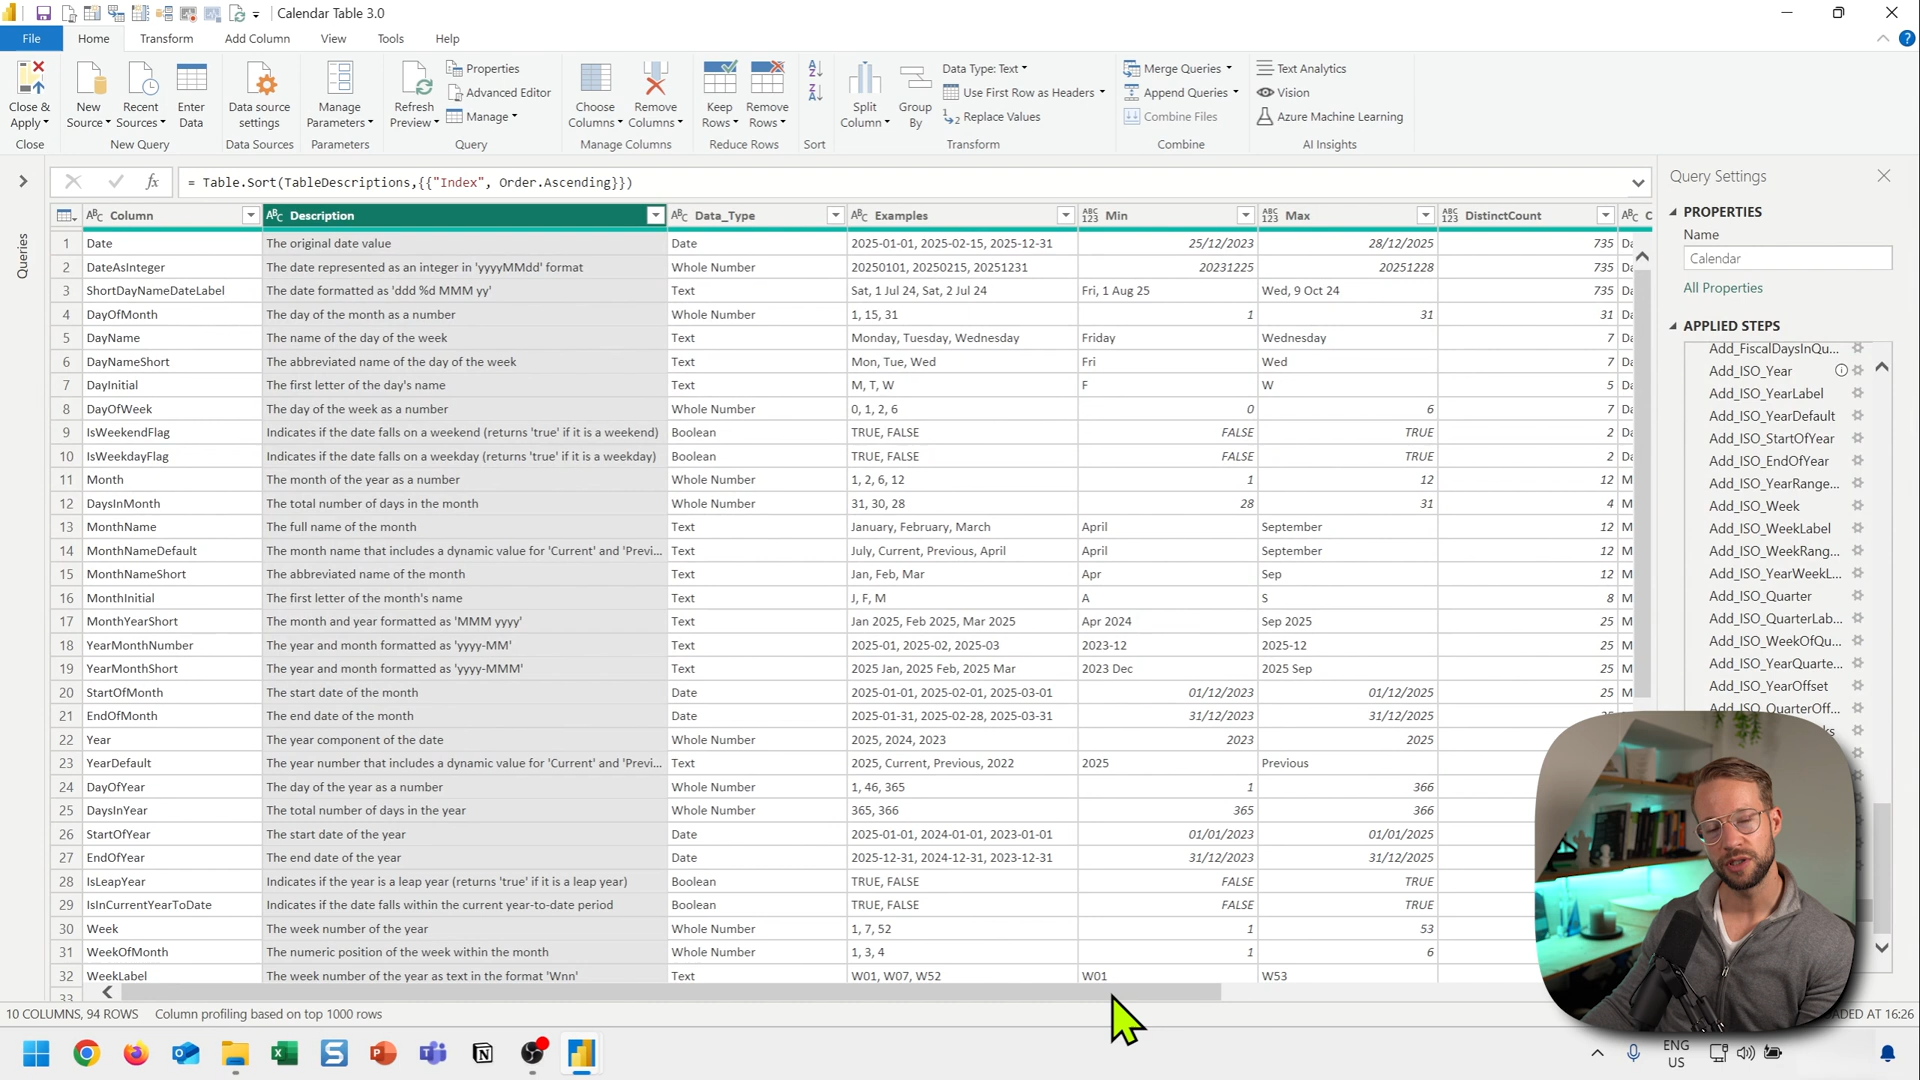 Calendar Table 3.0
File Home Transform Add Column View Tools Help
Close & Apply
Close
New Source
Recent Sources
Enter Data
New Query
Data source settings
Data Sources
Manage Parameters
Parameters
Refresh Preview
Properties
Advanced Editor
Manage
Query
Choose Columns
Remove Columns
Manage Columns
Keep Rows
Remove Rows
Reduce Rows
Sort
Split Column
Group By
Data Type: Text
Use First Row as Headers
Replace Values
Transform
Merge Queries
Append Queries
Combine Files
Combine
Text Analytics
Vision
Azure Machine Learning
AI Insights
fx = Table.Sort(TableDescriptions,{{"Index", Order.Ascending}})
Queries
Column Description Data_Type Examples Min Max DistinctCount
1 Date The original date value Date 2025-01-01, 2025-02-15, 2025-12-31 25/12/2023 28/12/2025 735
2 DateAsInteger The date represented as an integer in 'yyyyMMdd' format Whole Number 20250101, 20250215, 20251231 20231225 20251228 735
3 ShortDayNameDateLabel The date formatted as 'ddd %d MMM yy' Text Sat, 1 Jul 24, Sat, 2 Jul 24 Fri, 1 Aug 25 Wed, 9 Oct 24 735
4 DayOfMonth The day of the month as a number Whole Number 1, 15, 31 1 31 31
5 DayName The name of the day of the week Text Monday, Tuesday, Wednesday Friday Wednesday 7
6 DayNameShort The abbreviated name of the day of the week Text Mon, Tue, Wed Fri Wed 7
7 DayInitial The first letter of the day's name Text M, T, W F W 5
8 DayOfWeek The day of the week as a number Whole Number 0, 1, 2, 6 0 6 7
9 IsWeekendFlag Indicates if the date falls on a weekend (returns 'true' if it is a weekend) Boolean TRUE, FALSE FALSE TRUE 2
10 IsWeekdayFlag Indicates if the date falls on a weekday (returns 'true' if it is a weekday) Boolean TRUE, FALSE FALSE TRUE 2
11 Month The month of the year as a number Whole Number 1, 2, 6, 12 1 12 12
12 DaysInMonth The total number of days in the month Whole Number 31, 30, 28 28 31 4
13 MonthName The full name of the month Text January, February, March April September 12
14 MonthNameDefault The month name that includes a dynamic value for 'Current' and 'Previ... Text July, Current, Previous, April April September 12
15 MonthNameShort The abbreviated name of the month Text Jan, Feb, Mar Apr Sep 12
16 MonthInitial The first letter of the month's name Text J, F, M A S 8
17 MonthYearShort The month and year formatted as 'MMM yyyy' Text Jan 2025, Feb 2025, Mar 2025 Apr 2024 Sep 2025 25
18 YearMonthNumber The year and month formatted as 'yyyy-MM' Text 2025-01, 2025-02, 2025-03 2023-12 2025-12 25
19 YearMonthShort The year and month formatted as 'yyyy-MMM' Text 2025 Jan, 2025 Feb, 2025 Mar 2023 Dec 2025 Sep 25
20 StartOfMonth The start date of the month Date 2025-01-01, 2025-02-01, 2025-03-01 01/12/2023 01/12/2025 25
21 EndOfMonth The end date of the month Date 2025-01-31, 2025-02-28, 2025-03-31 31/12/2023 31/12/2025
22 Year The year component of the date Whole Number 2025, 2024, 2023 2023 2025
23 YearDefault The year number that includes a dynamic value for 'Current' and 'Previ... Text 2025, Current, Previous, 2022 2025 Previous
24 DayOfYear The day of the year as a number Whole Number 1, 46, 365 1 366
25 DaysInYear The total number of days in the year Whole Number 365, 366 365 366
26 StartOfYear The start date of the year Date 2025-01-01, 2024-01-01, 2023-01-01 01/01/2023 01/01/2025
27 EndOfYear The end date of the year Date 2025-12-31, 2024-12-31, 2023-12-31 31/12/2023 31/12/2025
28 IsLeapYear Indicates if the year is a leap year (returns 'true' if it is a leap year) Boolean TRUE, FALSE FALSE TRUE
29 IsInCurrentYearToDate Indicates if the date falls within the current year-to-date period Boolean TRUE, FALSE FALSE TRUE
30 Week The week number of the year Whole Number 1, 7, 52 1 53
31 WeekOfMonth The numeric position of the week within the month Whole Number 1, 3, 4 1 6
32 WeekLabel The week number of the year as text in the format 'Wnn' Text W01, W07, W52 W01 W53
33
Query Settings
PROPERTIES
Name
Calendar
All Properties
APPLIED STEPS
Add_FiscalDaysInQu...
Add_ISO_Year
Add_ISO_YearLabel
Add_ISO_YearDefault
Add_ISO_StartOfYear
Add_ISO_EndOfYear
Add_ISO_YearRange...
Add_ISO_Week
Add_ISO_WeekLabel
Add_ISO_WeekRang...
Add_ISO_YearWeekL...
Add_ISO_Quarter
Add_ISO_QuarterLab...
Add_ISO_WeekOfQu...
Add_ISO_YearQuarte...
Add_ISO_YearOffset
Add_ISO_QuarterOff...
10 COLUMNS, 94 ROWS Column profiling based on top 1000 rows
AT 16:26
ENG
US